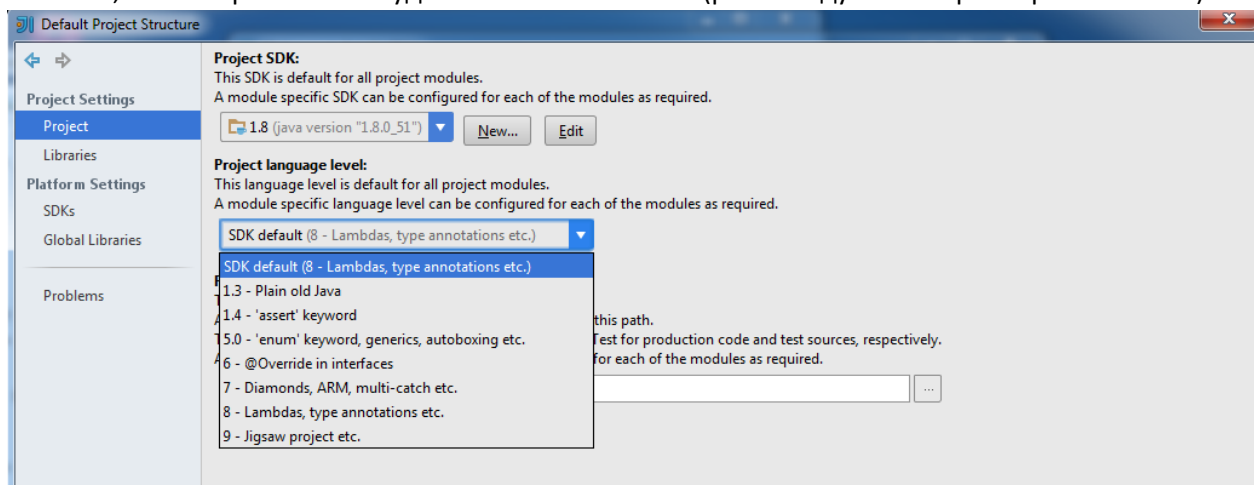 Default Project Structure
Project Settings
Project
Libraries
Platform Settings
SDKs
Global Libraries
Problems
Project SDK:
This SDK is default for all project modules.
A module specific SDK can be configured for each of the modules as required.
1.8 (java version "1.8.0_51")
New...
Edit
Project language level:
This language level is default for all project modules.
A module specific language level can be configured for each of the modules as required.
SDK default (8 - Lambdas, type annotations etc.)
SDK default (8 - Lambdas, type annotations etc.)
1.3 - Plain old Java
1.4 - 'assert' keyword
this path.
5.0 - 'enum' keyword, generics, autoboxing etc.
Test for production code and test sources, respectively.
6 - @Override in interfaces
for each of the modules as required.
7 - Diamonds, ARM, multi-catch etc.
...
8 - Lambdas, type annotations etc.
9 - Jigsaw project etc.